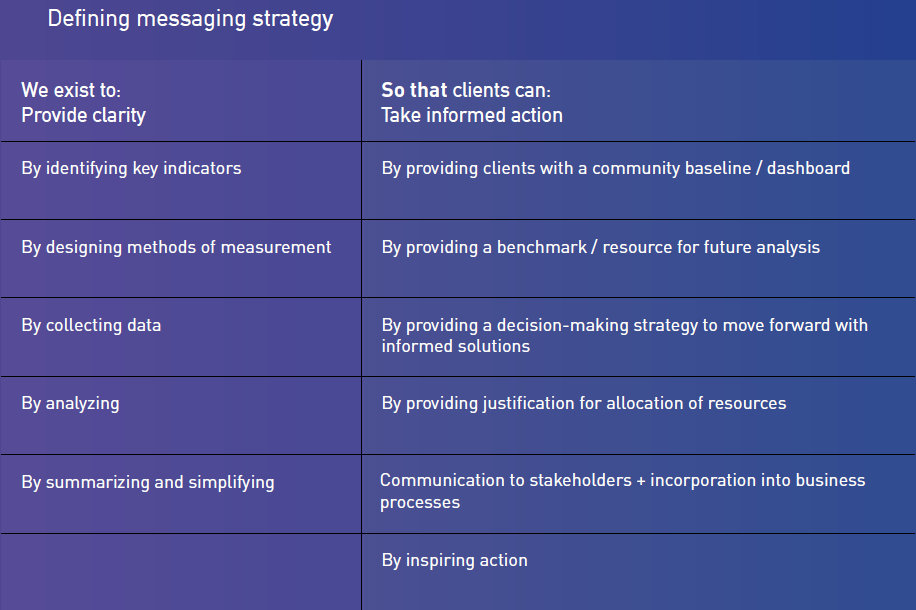 Defining messaging strategy
We exist to:
Provide clarity
So that clients can:
Take informed action
By identifying key indicators
By providing clients with a community baseline / dashboard
By designing methods of measurement
By providing a benchmark / resource for future analysis
By collecting data
By providing a decision-making strategy to move forward with
informed solutions
By analyzing
By providing justification for allocation of resources
By summarizing and simplifying
Communication to stakeholders + incorporation into business
processes
By inspiring action